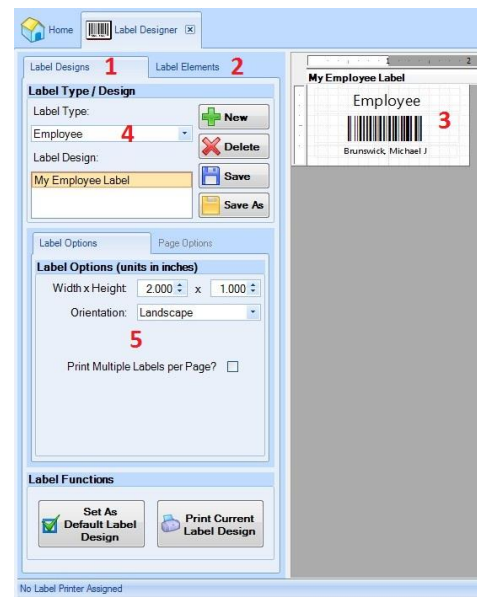 Home Label Designer
Label Designs 1 Label Elements 2
Label Type / Design
Label Type:
Employee 4
New
Delete
Label Design:
My Employee Label
Save
Save As
Label Options Page Options
Label Options (units in inches)
Width x Height: 2.000 x 1.000
Orientation: Landscape
5
Print Multiple Labels per Page?
Label Functions
Set As
Default Label
Design
Print Current
Label Design
No Label Printer Assigned
1 2
My Employee Label
Employee
3
Brunswick, Michael J